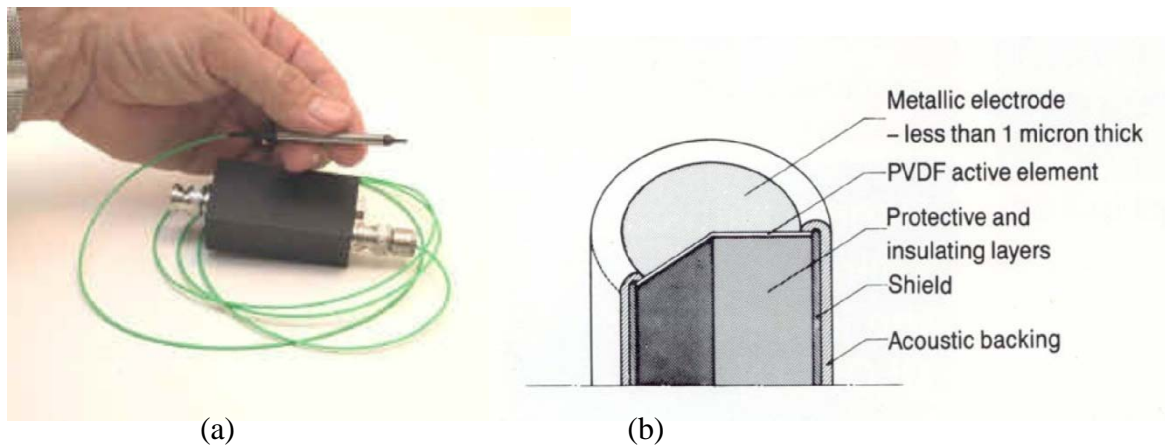 Metallic electrode
– less than 1 micron thick
PVDF active element
Protective and
insulating layers
Shield
Acoustic backing
(a)
(b)